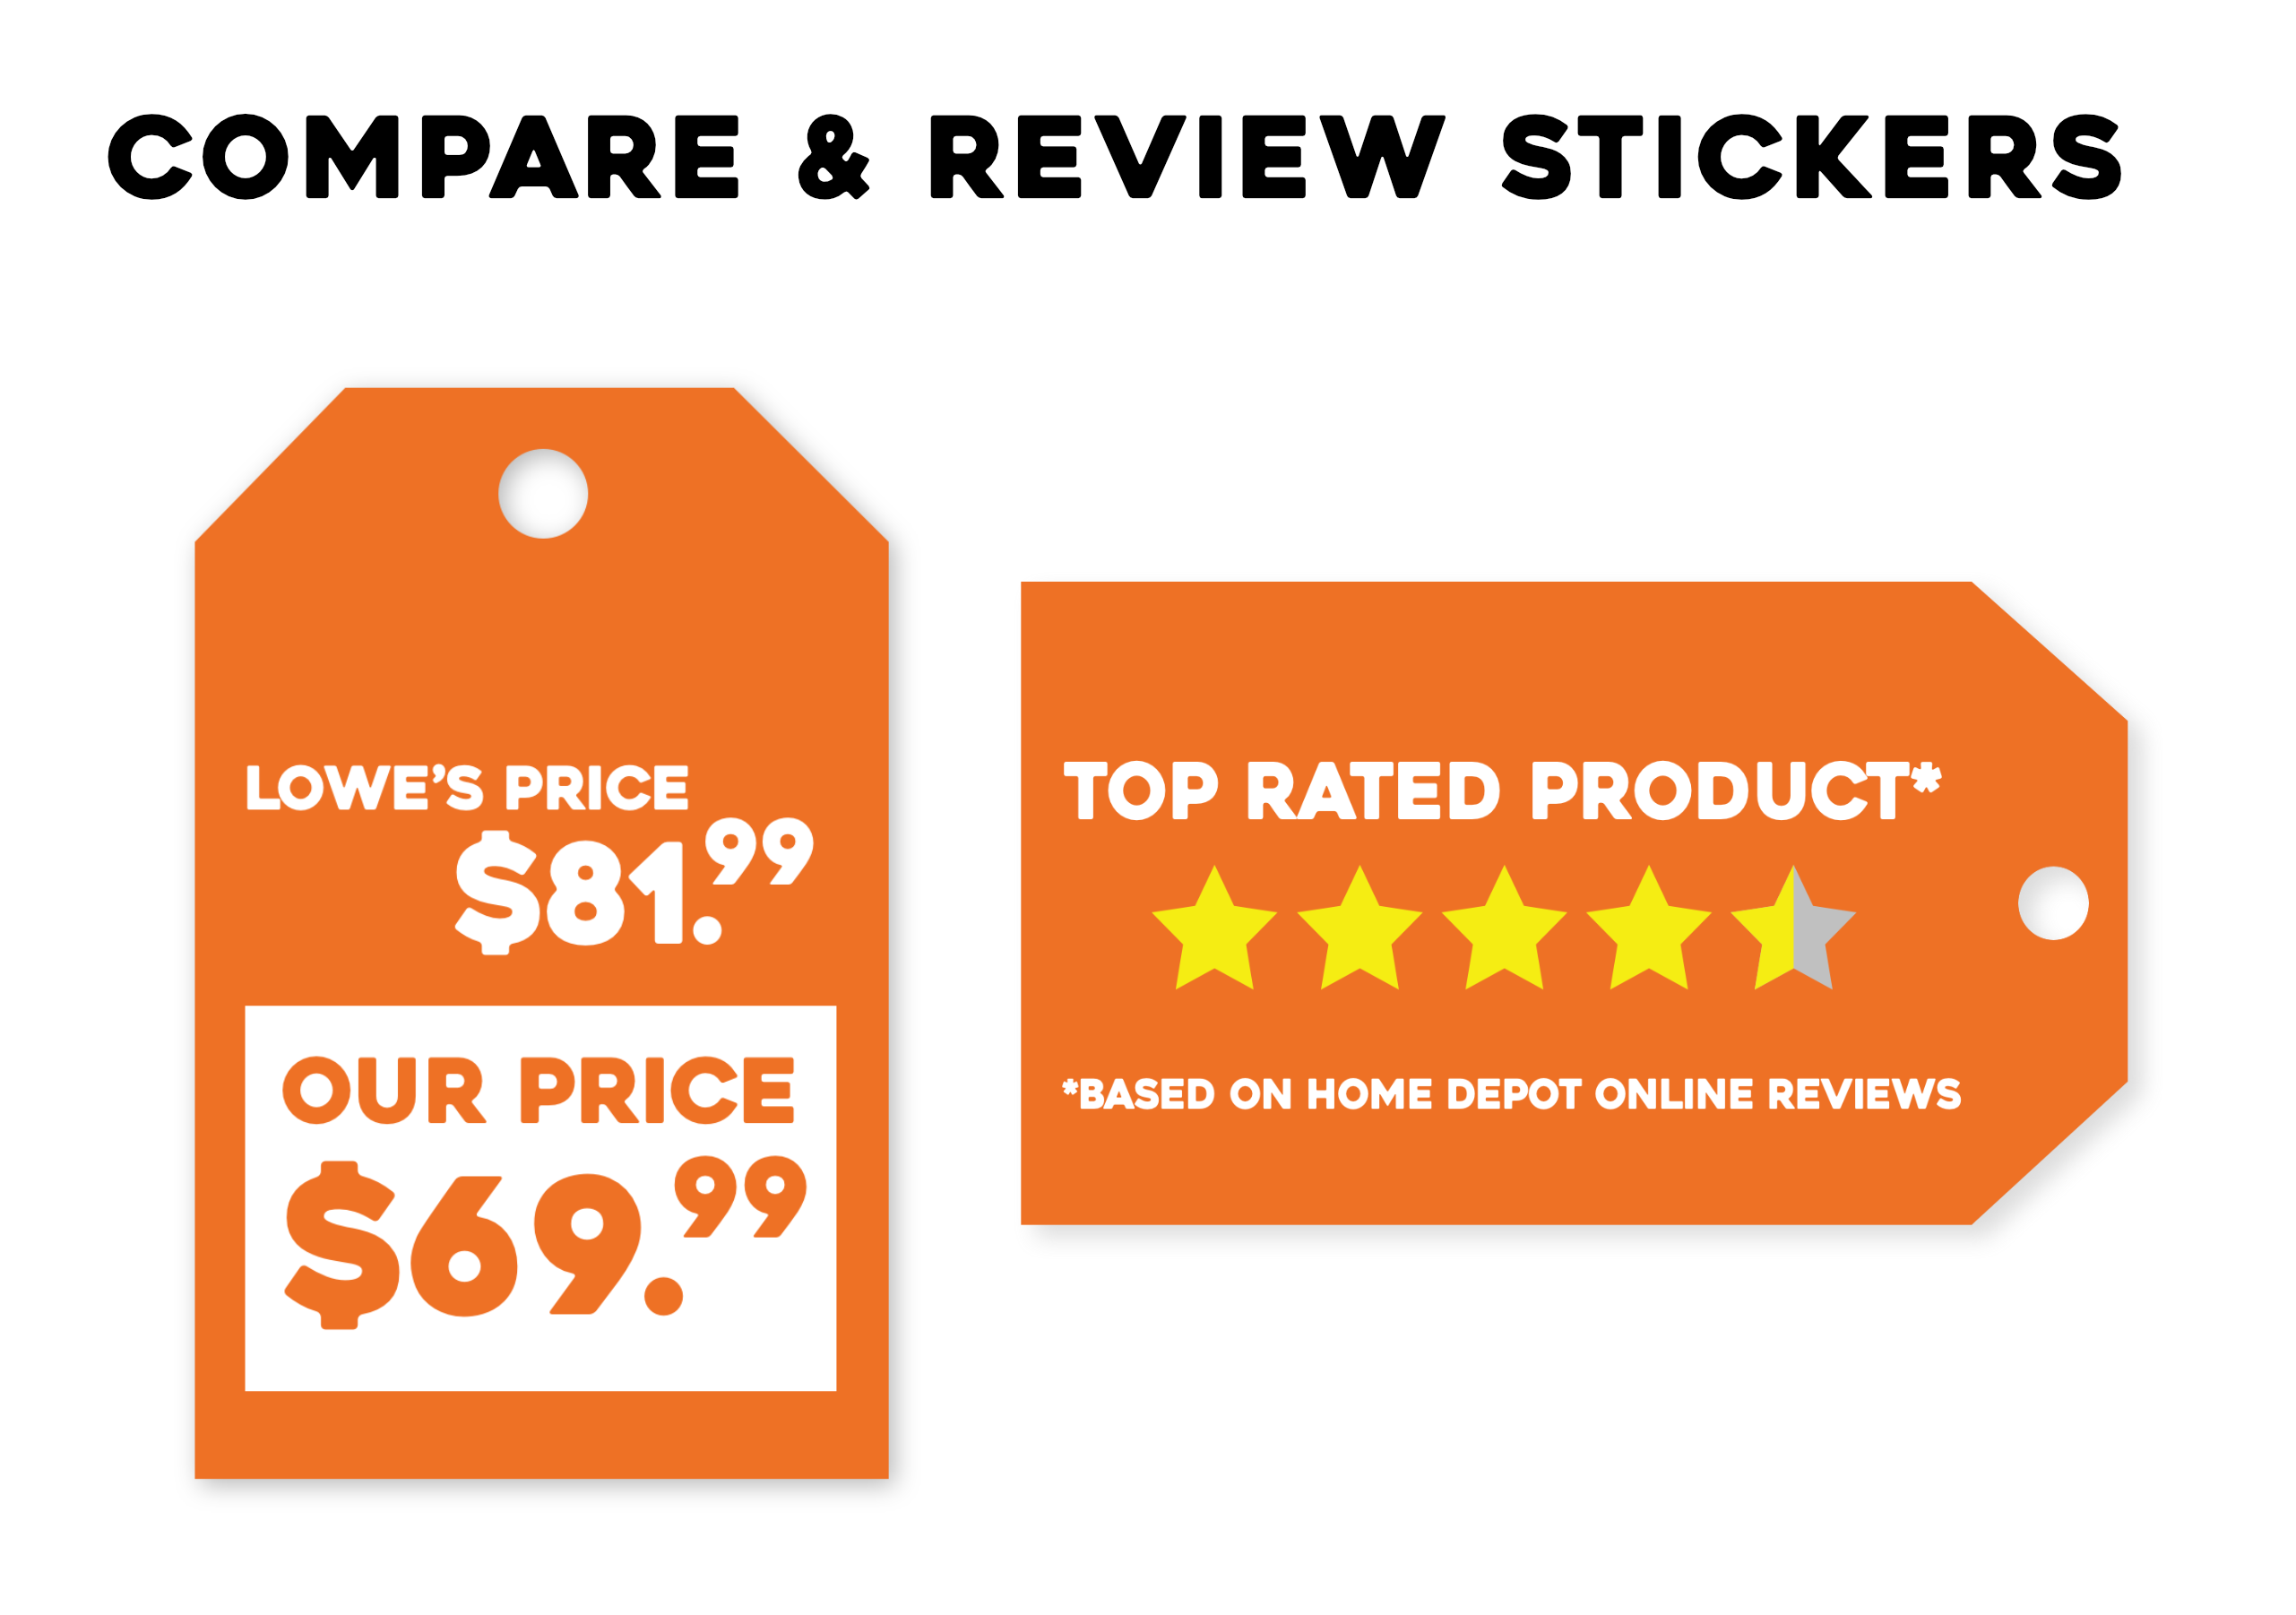 COMPARE & REVIEW STICKERS
LOWE'S PRICE
$81.99
OUR PRICE
$69.99
TOP RATED PRODUCT*
*BASED ON HOME DEPOT ONLINE REVIEWS